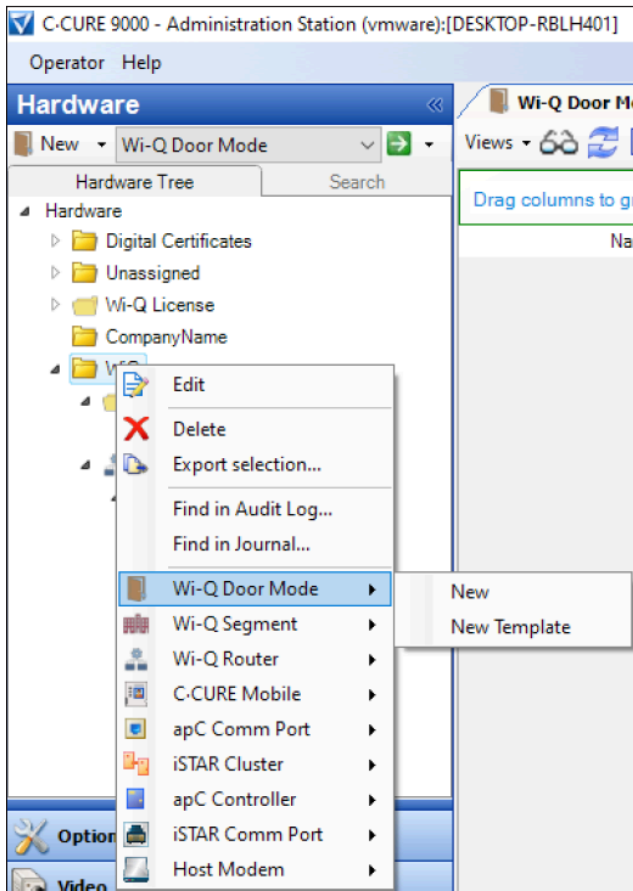 C•CURE 9000 - Administration Station (vmware):[DESKTOP-RBLH401]
Operator Help
Hardware
Wi-Q Door
New
Wi-Q Door Mode
Views
Hardware Tree
Search
Drag columns to
Hardware
Digital Certificates
Unassigned
Wi-Q License
CompanyName
Edit
Delete
Export selection...
Find in Audit Log...
Find in Journal...
Wi-Q Door Mode
New
Wi-Q Segment
New Template
Wi-Q Router
C•CURE Mobile
apC Comm Port
iSTAR Cluster
apC Controller
iSTAR Comm Port
Host Modem
Video